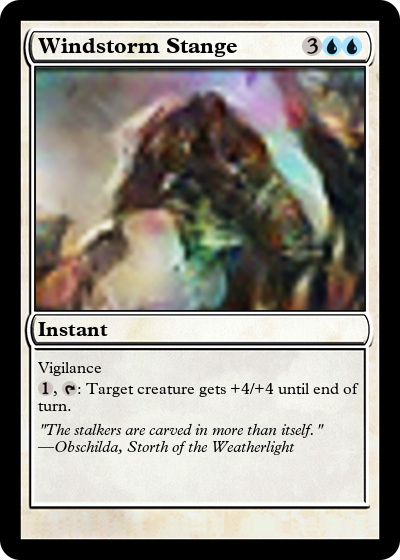 Windstorm Stange 3
Instant
Vigilance
1, : Target creature gets +4/+4 until end of
turn.
"The stalkers are carved in more than itself."
—Obschilda, Storth of the Weatherlight